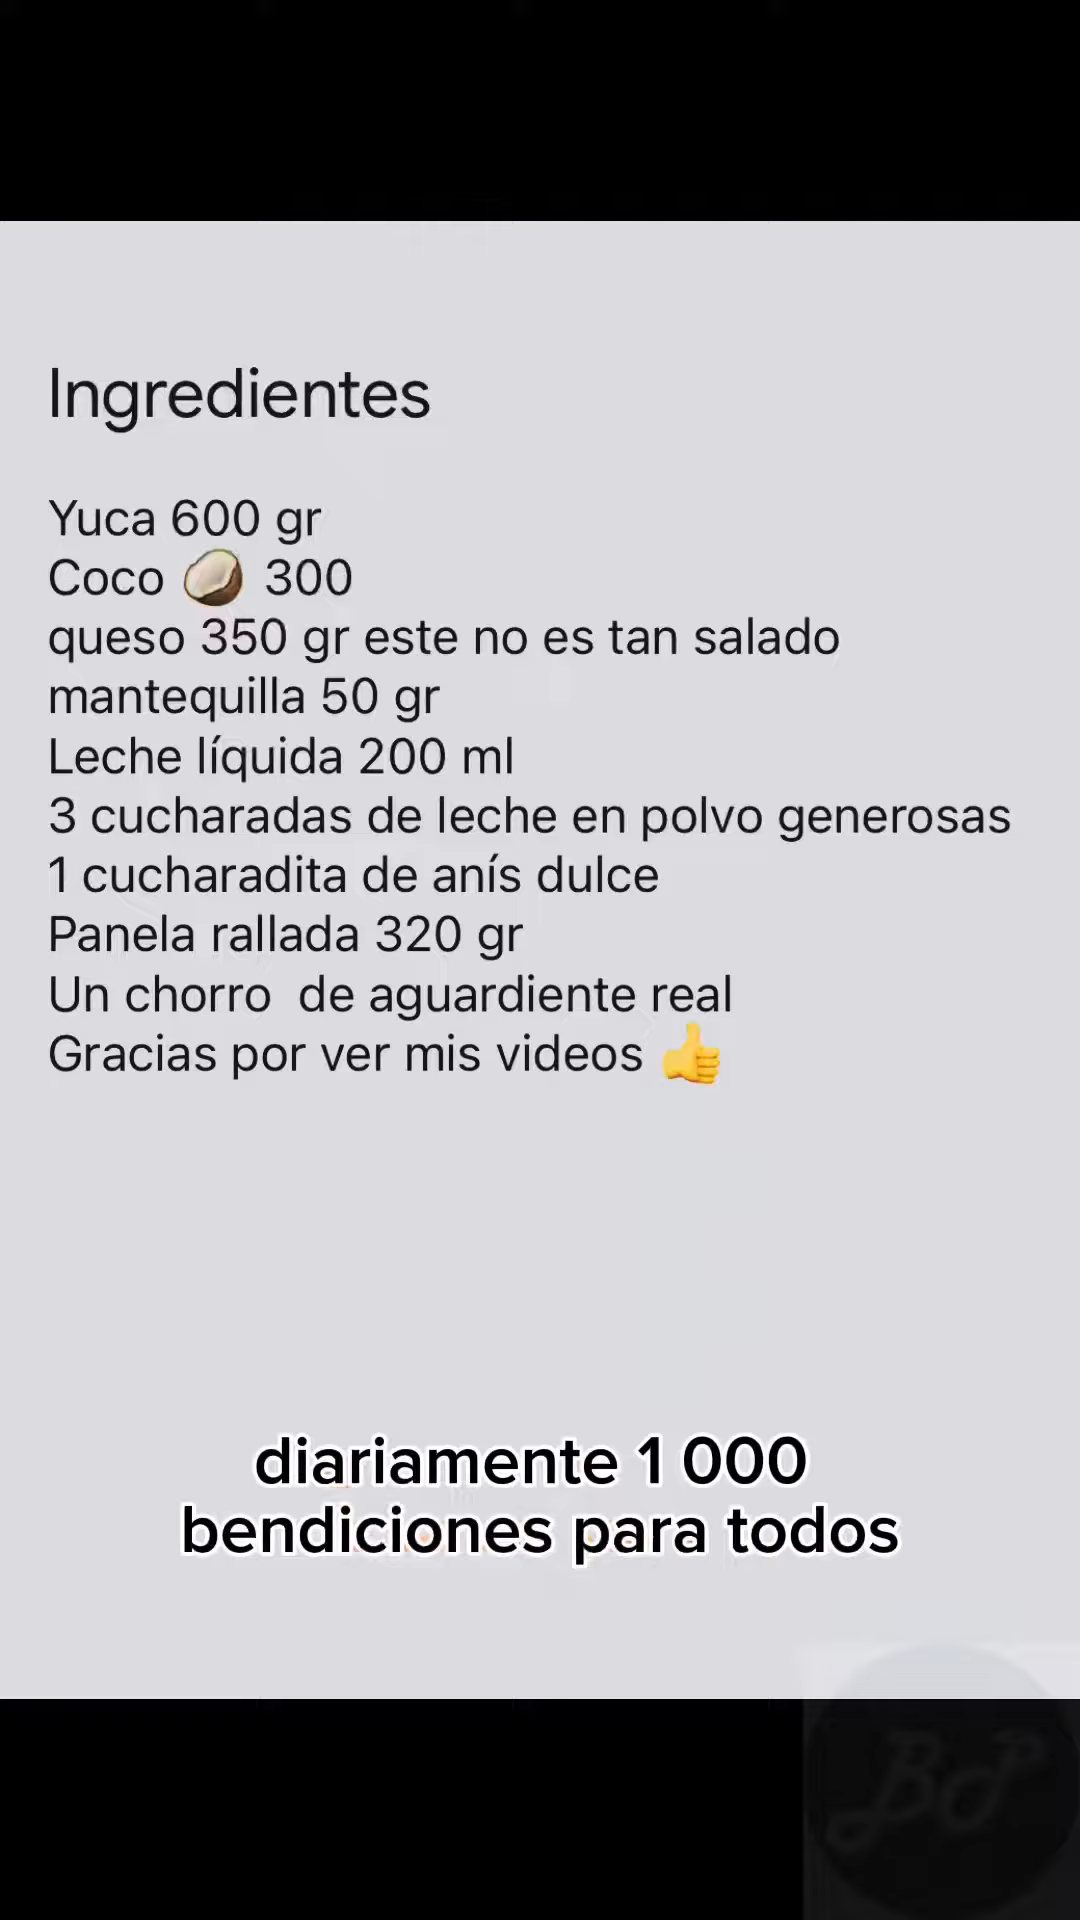 Ingredientes
Yuca 600 gr
Coco 🥥 300
queso 350 gr este no es tan salado
mantequilla 50 gr
Leche líquida 200 ml
3 cucharadas de leche en polvo generosas
1 cucharadita de anís dulce
Panela rallada 320 gr
Un chorro  de aguardiente real
Gracias por ver mis videos 👍
diariamente 1 000
bendiciones para todos